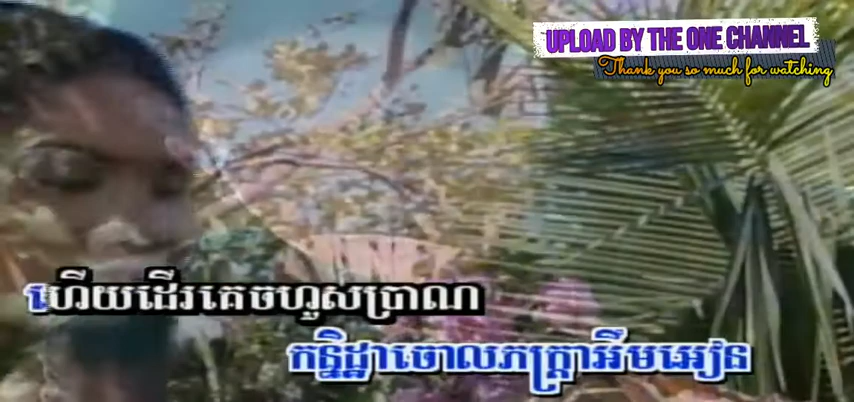 UPLOAD BY THE ONE CHANNEL
Thank you so much for watching
ហើយដើរគេចហួសប្រាណ
កន្និដ្ឋាចោលភក្ត្រាអឹមអៀន